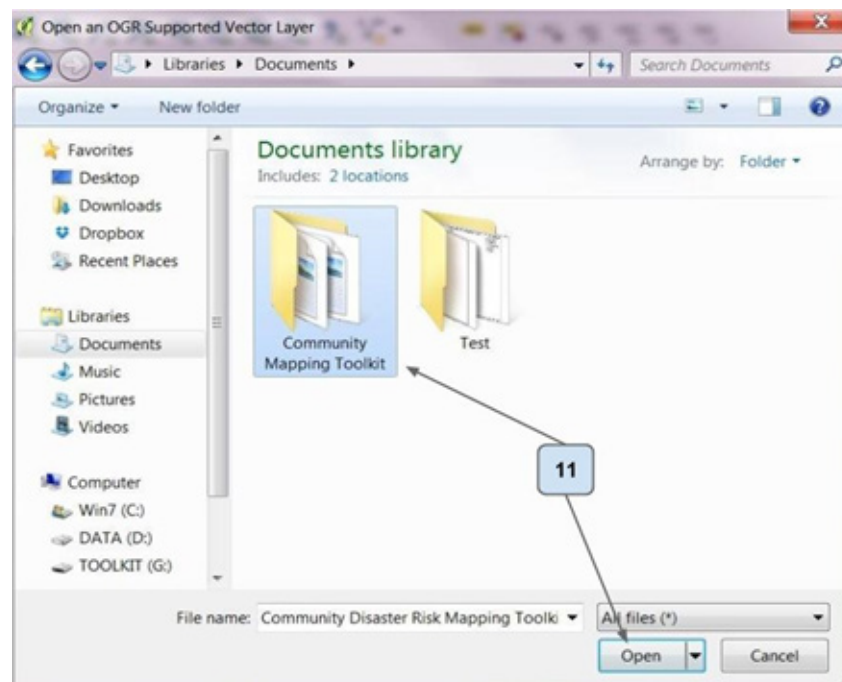 Open an OGR Supported Vector Layer
Libraries Documents
Search Documents
Organize New folder
Favorites
Desktop
Downloads
Dropbox
Recent Places
Libraries
Documents
Music
Pictures
Videos
Computer
Win7 (C:)
DATA (D:)
TOOLKIT (G:)
Documents library
Includes: 2 locations
Arrange by: Folder
Community
Mapping Toolkit
Test
11
File name: Community Disaster Risk Mapping Toolki
All files (*)
Open Cancel